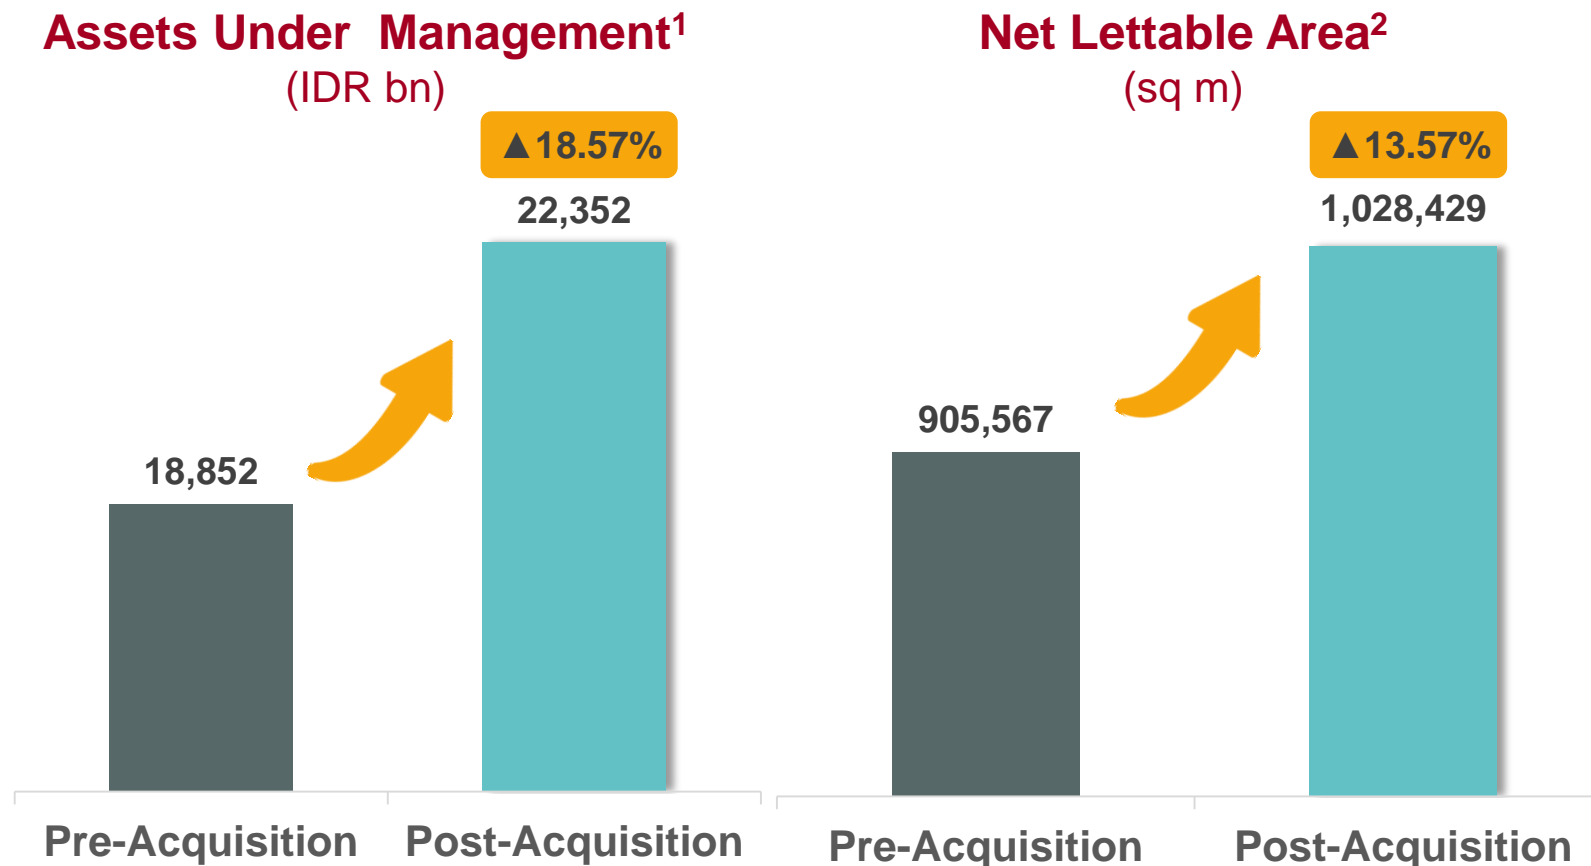 Assets Under Management¹
(IDR bn)
▲18.57%
22,352
18,852
Pre-Acquisition
Post-Acquisition
Net Lettable Area²
(sq m)
▲13.57%
1,028,429
905,567
Pre-Acquisition
Post-Acquisition